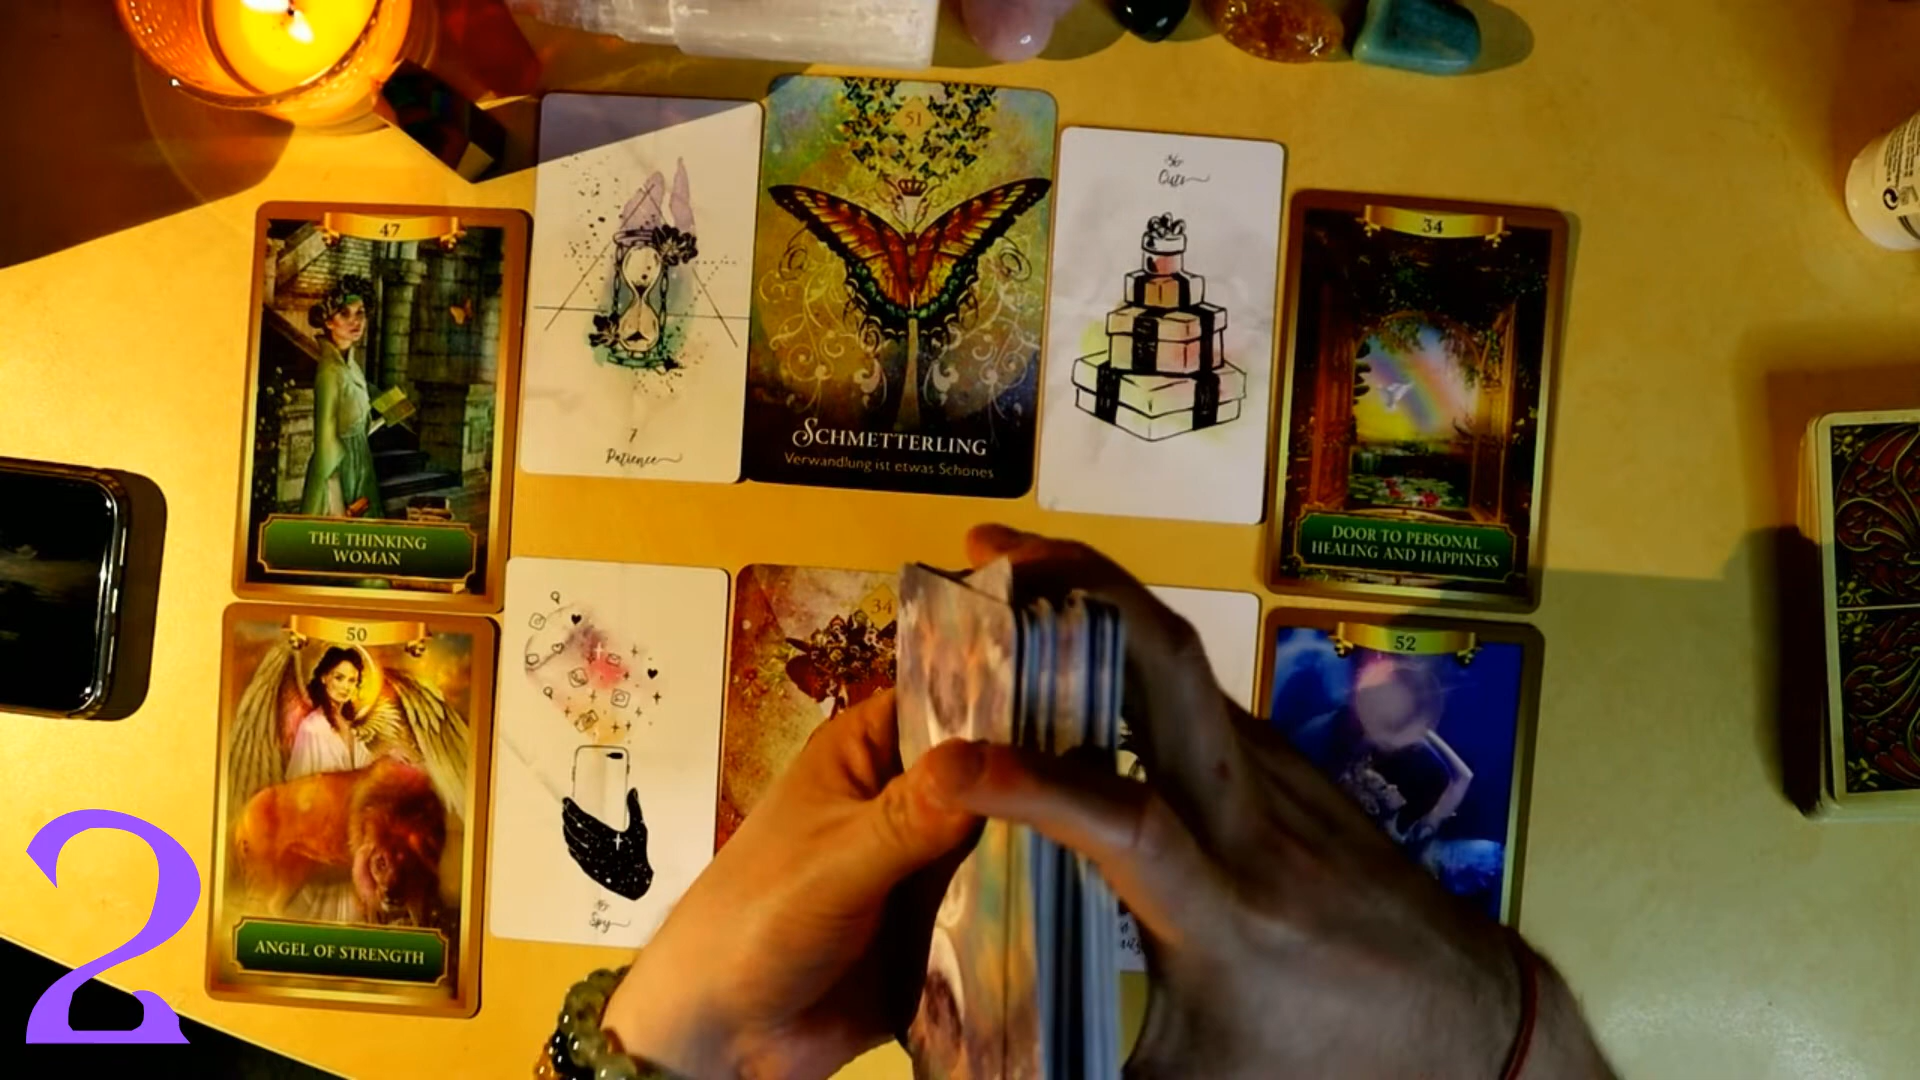 51
36
47
34
SCHMETTERLING
Verwandlung ist etwas Schönes
7
Patience
THE THINKING
WOMAN
DOOR TO PERSONAL
HEALING AND HAPPINESS
50
34
52
Spy
ANGEL OF STRENGTH
2